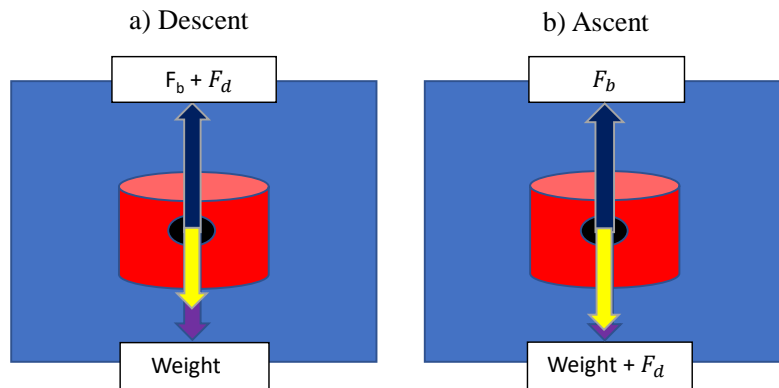 a) Descent
b) Ascent
F_b + F_d
F_b
Weight
Weight + F_d